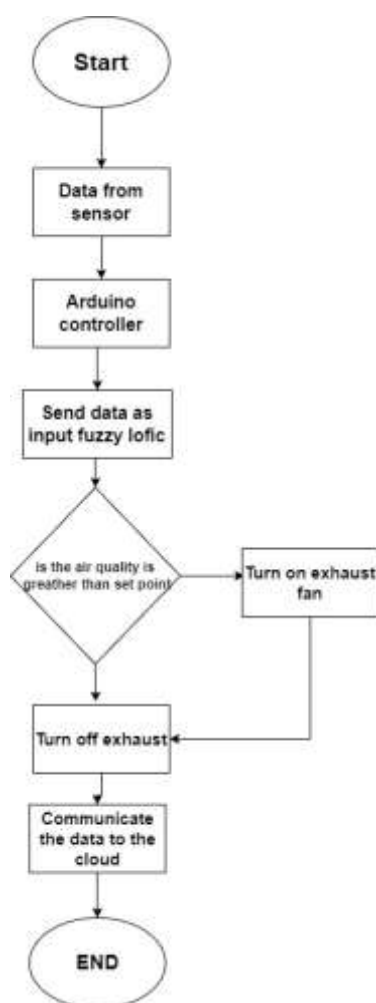 Start
Data from
sensor
Arduino
controller
Send data as
input fuzzy lofic
is the air quality is
greather than set point
Turn on exhaust
fan
Turn off exhaust
Communicate
the data to the
cloud
END